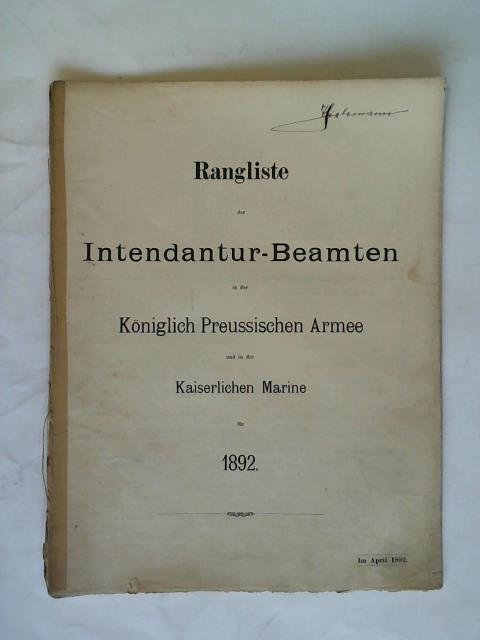 Rangliste
der
Intendantur-Beamten
in der
Königlich Preussischen Armee
und in der
Kaiserlichen Marine
für
1892.
Im April 1892.